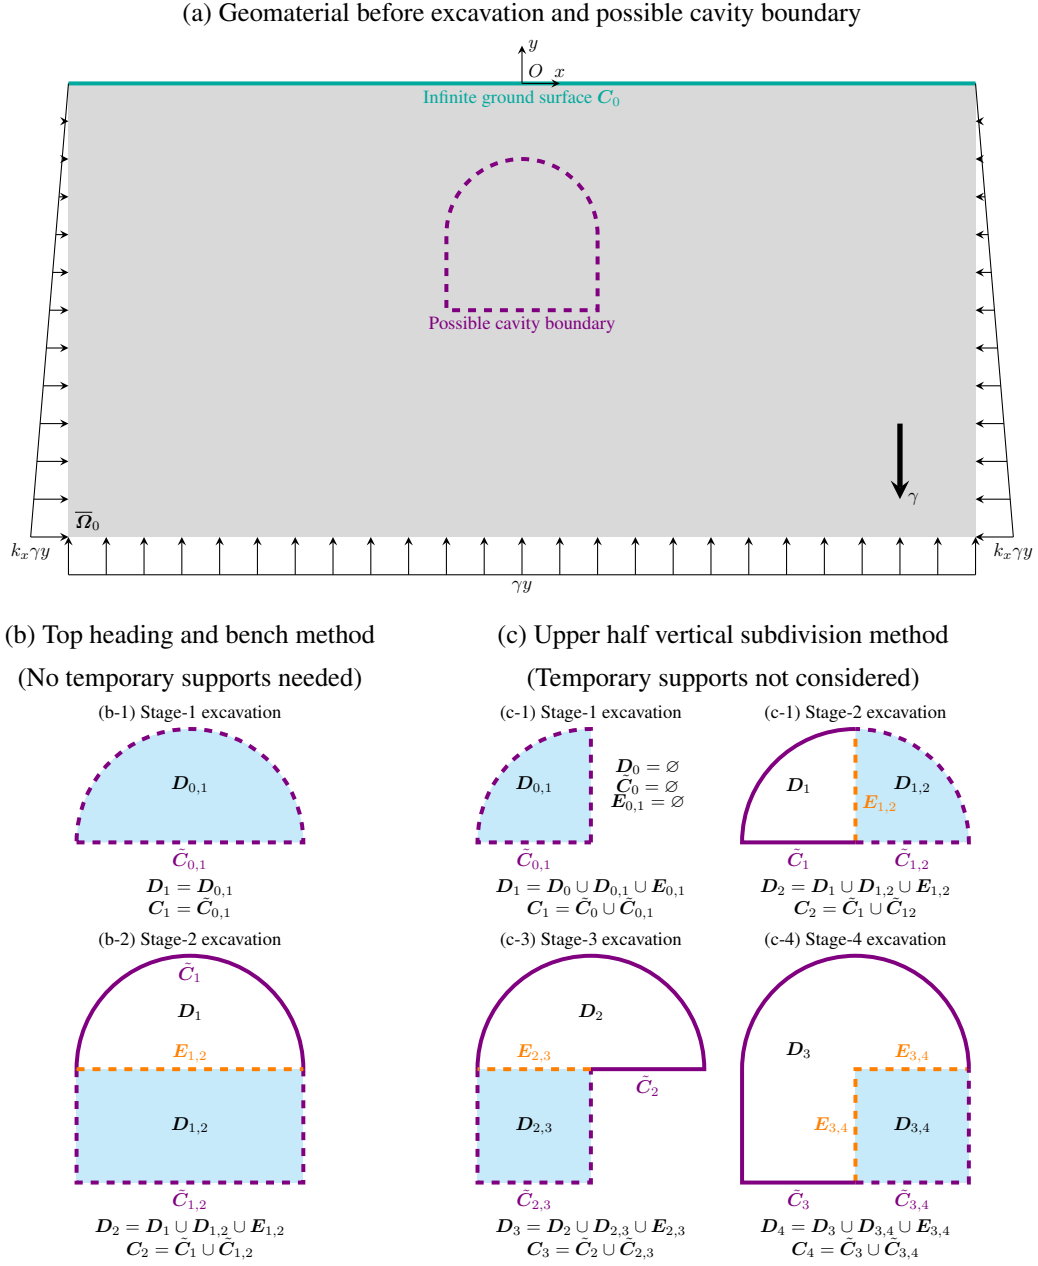 (a) Geomaterial before excavation and possible cavity boundary
y
O x
Infinite ground surface C₀
Possible cavity boundary
γ
Ω̅₀
kₓγy
kₓγy
γy
(b) Top heading and bench method
(No temporary supports needed)
(b-1) Stage-1 excavation
D₀,₁
C̃₀,₁
D₁ = D₀,₁
C₁ = C̃₀,₁
(b-2) Stage-2 excavation
C̃₁
D₁
E₁,₂
D₁,₂
C̃₁,₂
D₂ = D₁ ∪ D₁,₂ ∪ E₁,₂
C₂ = C̃₁ ∪ C̃₁,₂
(c) Upper half vertical subdivision method
(Temporary supports not considered)
(c-1) Stage-1 excavation
D₀,₁
D₀ = ∅
C̃₀ = ∅
E₀,₁ = ∅
C̃₀,₁
D₁ = D₀ ∪ D₀,₁ ∪ E₀,₁
C₁ = C̃₀ ∪ C̃₀,₁
(c-1) Stage-2 excavation
D₁
D₁,₂
E₁,₂
C̃₁
C̃₁,₂
D₂ = D₁ ∪ D₁,₂ ∪ E₁,₂
C₂ = C̃₁ ∪ C̃₁₂
(c-3) Stage-3 excavation
D₂
E₂,₃
C̃₂
D₂,₃
C̃₂,₃
D₃ = D₂ ∪ D₂,₃ ∪ E₂,₃
C₃ = C̃₂ ∪ C̃₂,₃
(c-4) Stage-4 excavation
D₃
E₃,₄
E₃,₄
D₃,₄
C̃₃
C̃₃,₄
D₄ = D₃ ∪ D₃,₄ ∪ E₃,₄
C₄ = C̃₃ ∪ C̃₃,₄